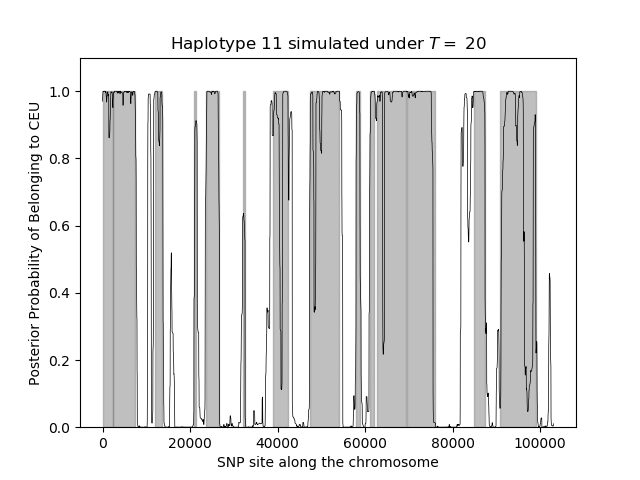 Haplotype 11 simulated under T = 20
Posterior Probability of Belonging to CEU
1.0
0.8
0.6
0.4
0.2
0.0
0 20000 40000 60000 80000 100000
SNP site along the chromosome